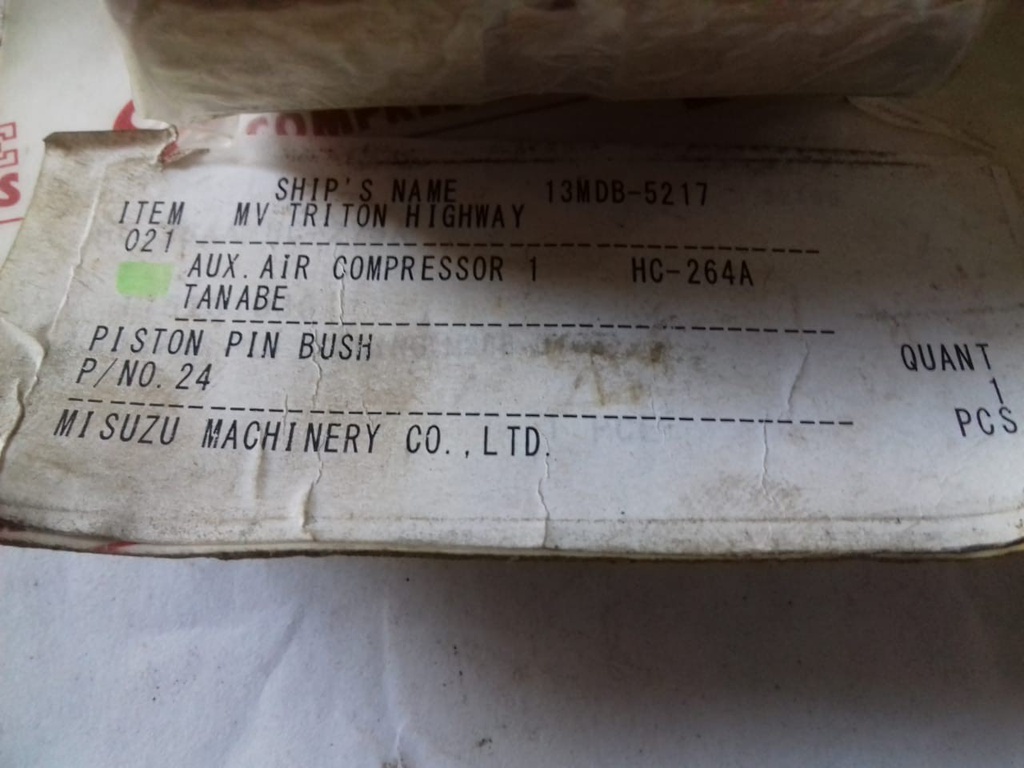 SHIP'S NAME 13MDB-5217
ITEM MV TRITON HIGHWAY
021
AUX. AIR COMPRESSOR 1 HC-264A
TANABE
PISTON PIN BUSH QUANT
P/NO. 24 1
MISUZU MACHINERY CO.,LTD. PCS